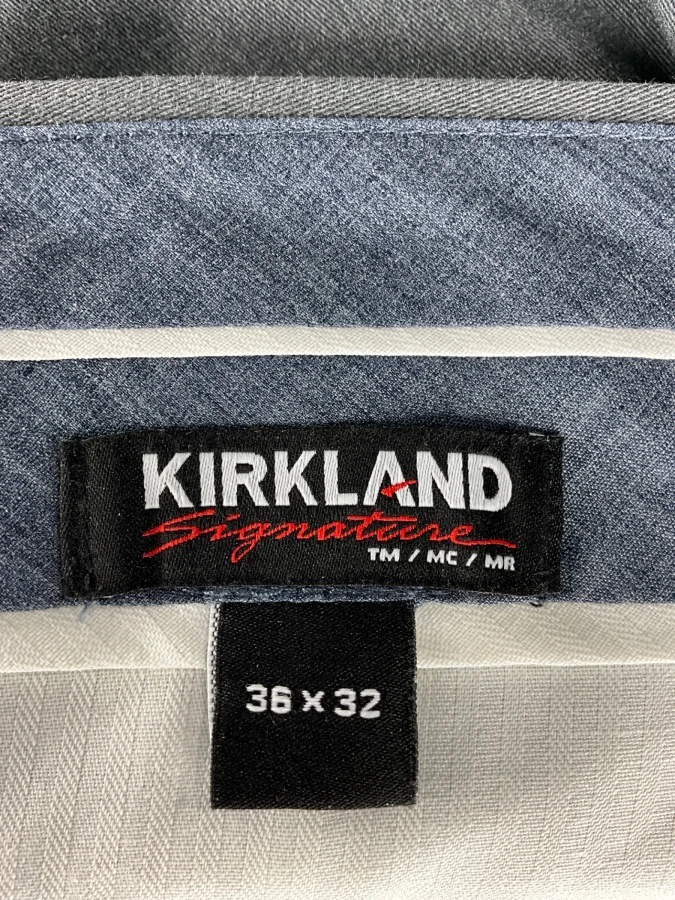 KIRKLAND
Signature
TM / MC / MR
36 x 32